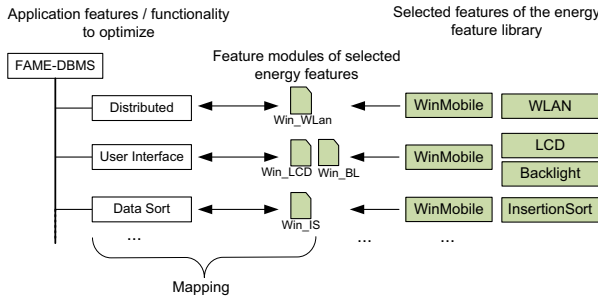 Application features / functionality
to optimize
Selected features of the energy
feature library
Feature modules of selected
energy features
FAME-DBMS
Distributed
Win_WLan
WinMobile
WLAN
User Interface
Win_LCD
Win_BL
WinMobile
LCD
Backlight
Data Sort
Win_IS
WinMobile
InsertionSort
...
...
...
Mapping